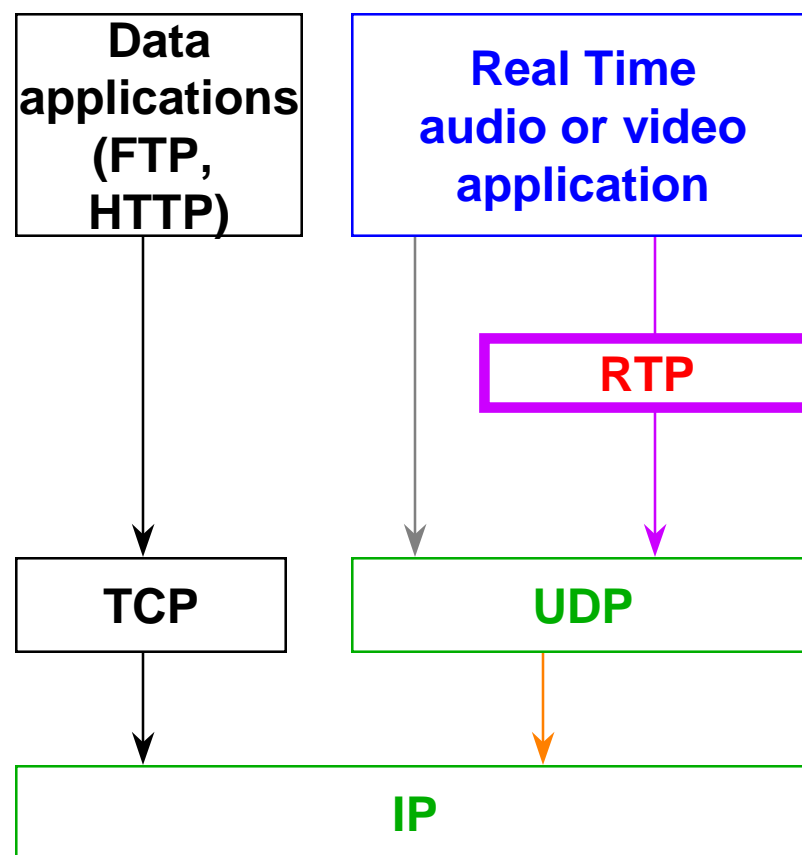 Data
applications
(FTP,
HTTP)
Real Time
audio or video
application
RTP
TCP
UDP
IP